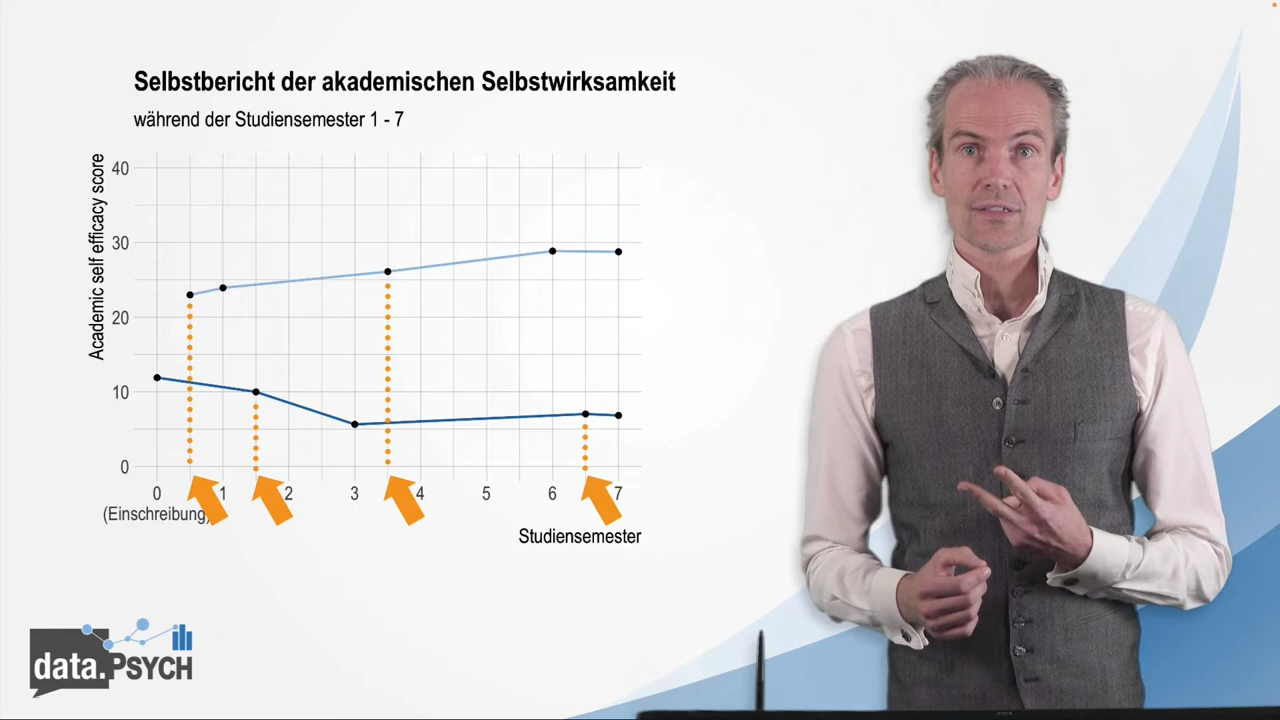 Selbstbericht der akademischen Selbstwirksamkeit
während der Studiensemester 1 - 7
Academic self efficacy score
40
30
20
10
0
0 1 2 3 4 5 6 7
(Einschreibung)
Studiensemester
data.PSYCH